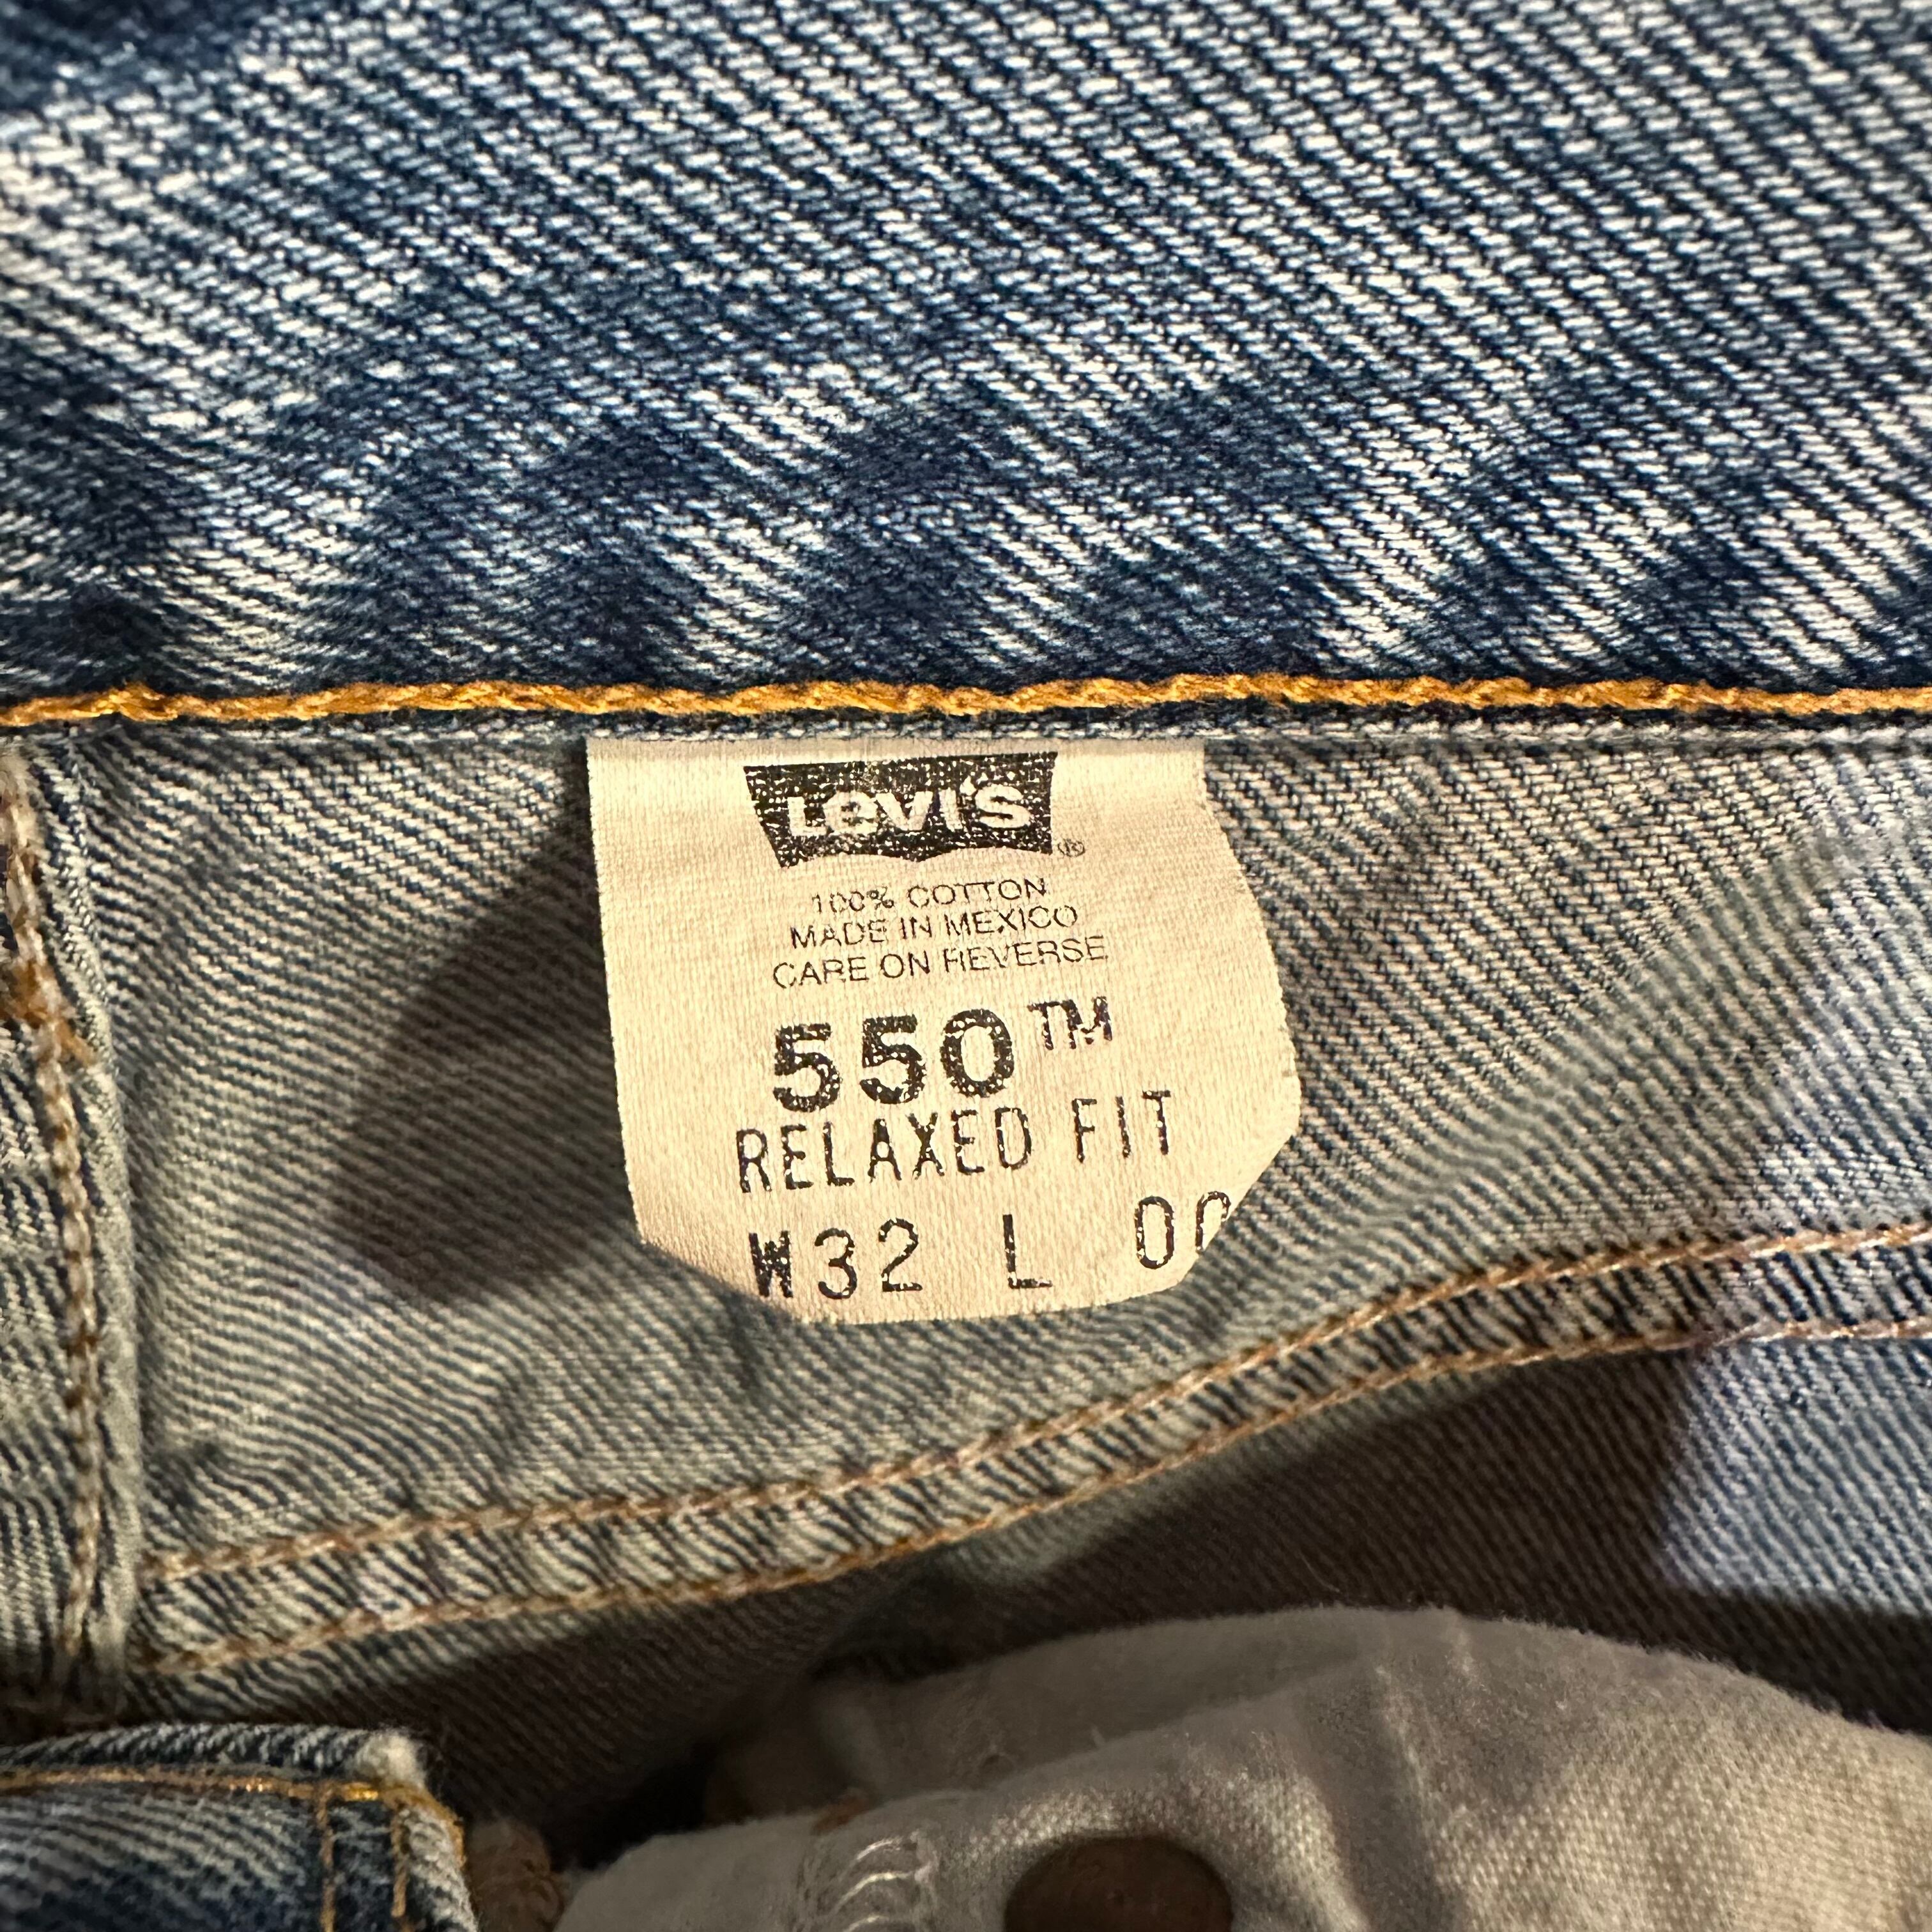 Levi's®
100% COTTON
MADE IN MEXICO
CARE ON REVERSE
550™
RELAXED FIT
W32 L 00